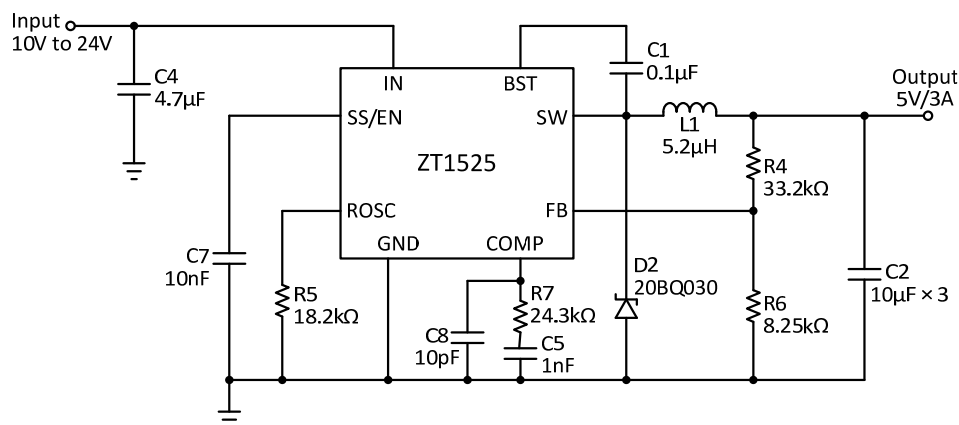 Input
10V to 24V
C4
4.7µF
C1
0.1µF
Output
5V/3A
IN
BST
SS/EN
SW
L1
5.2µH
ZT1525
R4
33.2kΩ
ROSC
FB
GND
COMP
C7
10nF
R5
18.2kΩ
R7
24.3kΩ
C8
10pF
C5
1nF
D2
20BQ030
R6
8.25kΩ
C2
10µF × 3